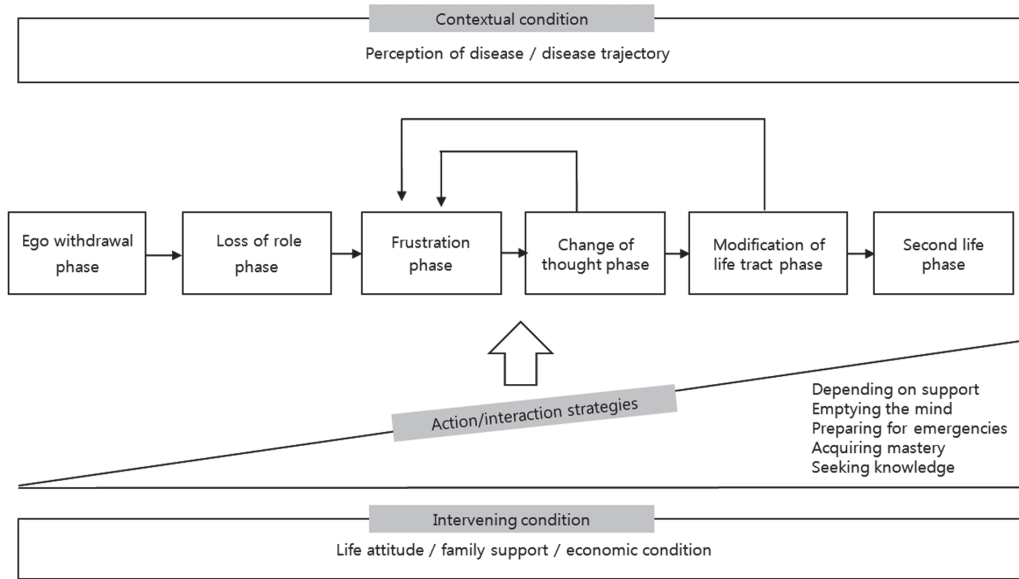 Contextual condition
Perception of disease / disease trajectory
Ego withdrawal
phase
Loss of role
phase
Frustration
phase
Change of
thought phase
Modification of
life tract phase
Second life
phase
Action/interaction strategies
Depending on support
Emptying the mind
Preparing for emergencies
Acquiring mastery
Seeking knowledge
Intervening condition
Life attitude / family support / economic condition